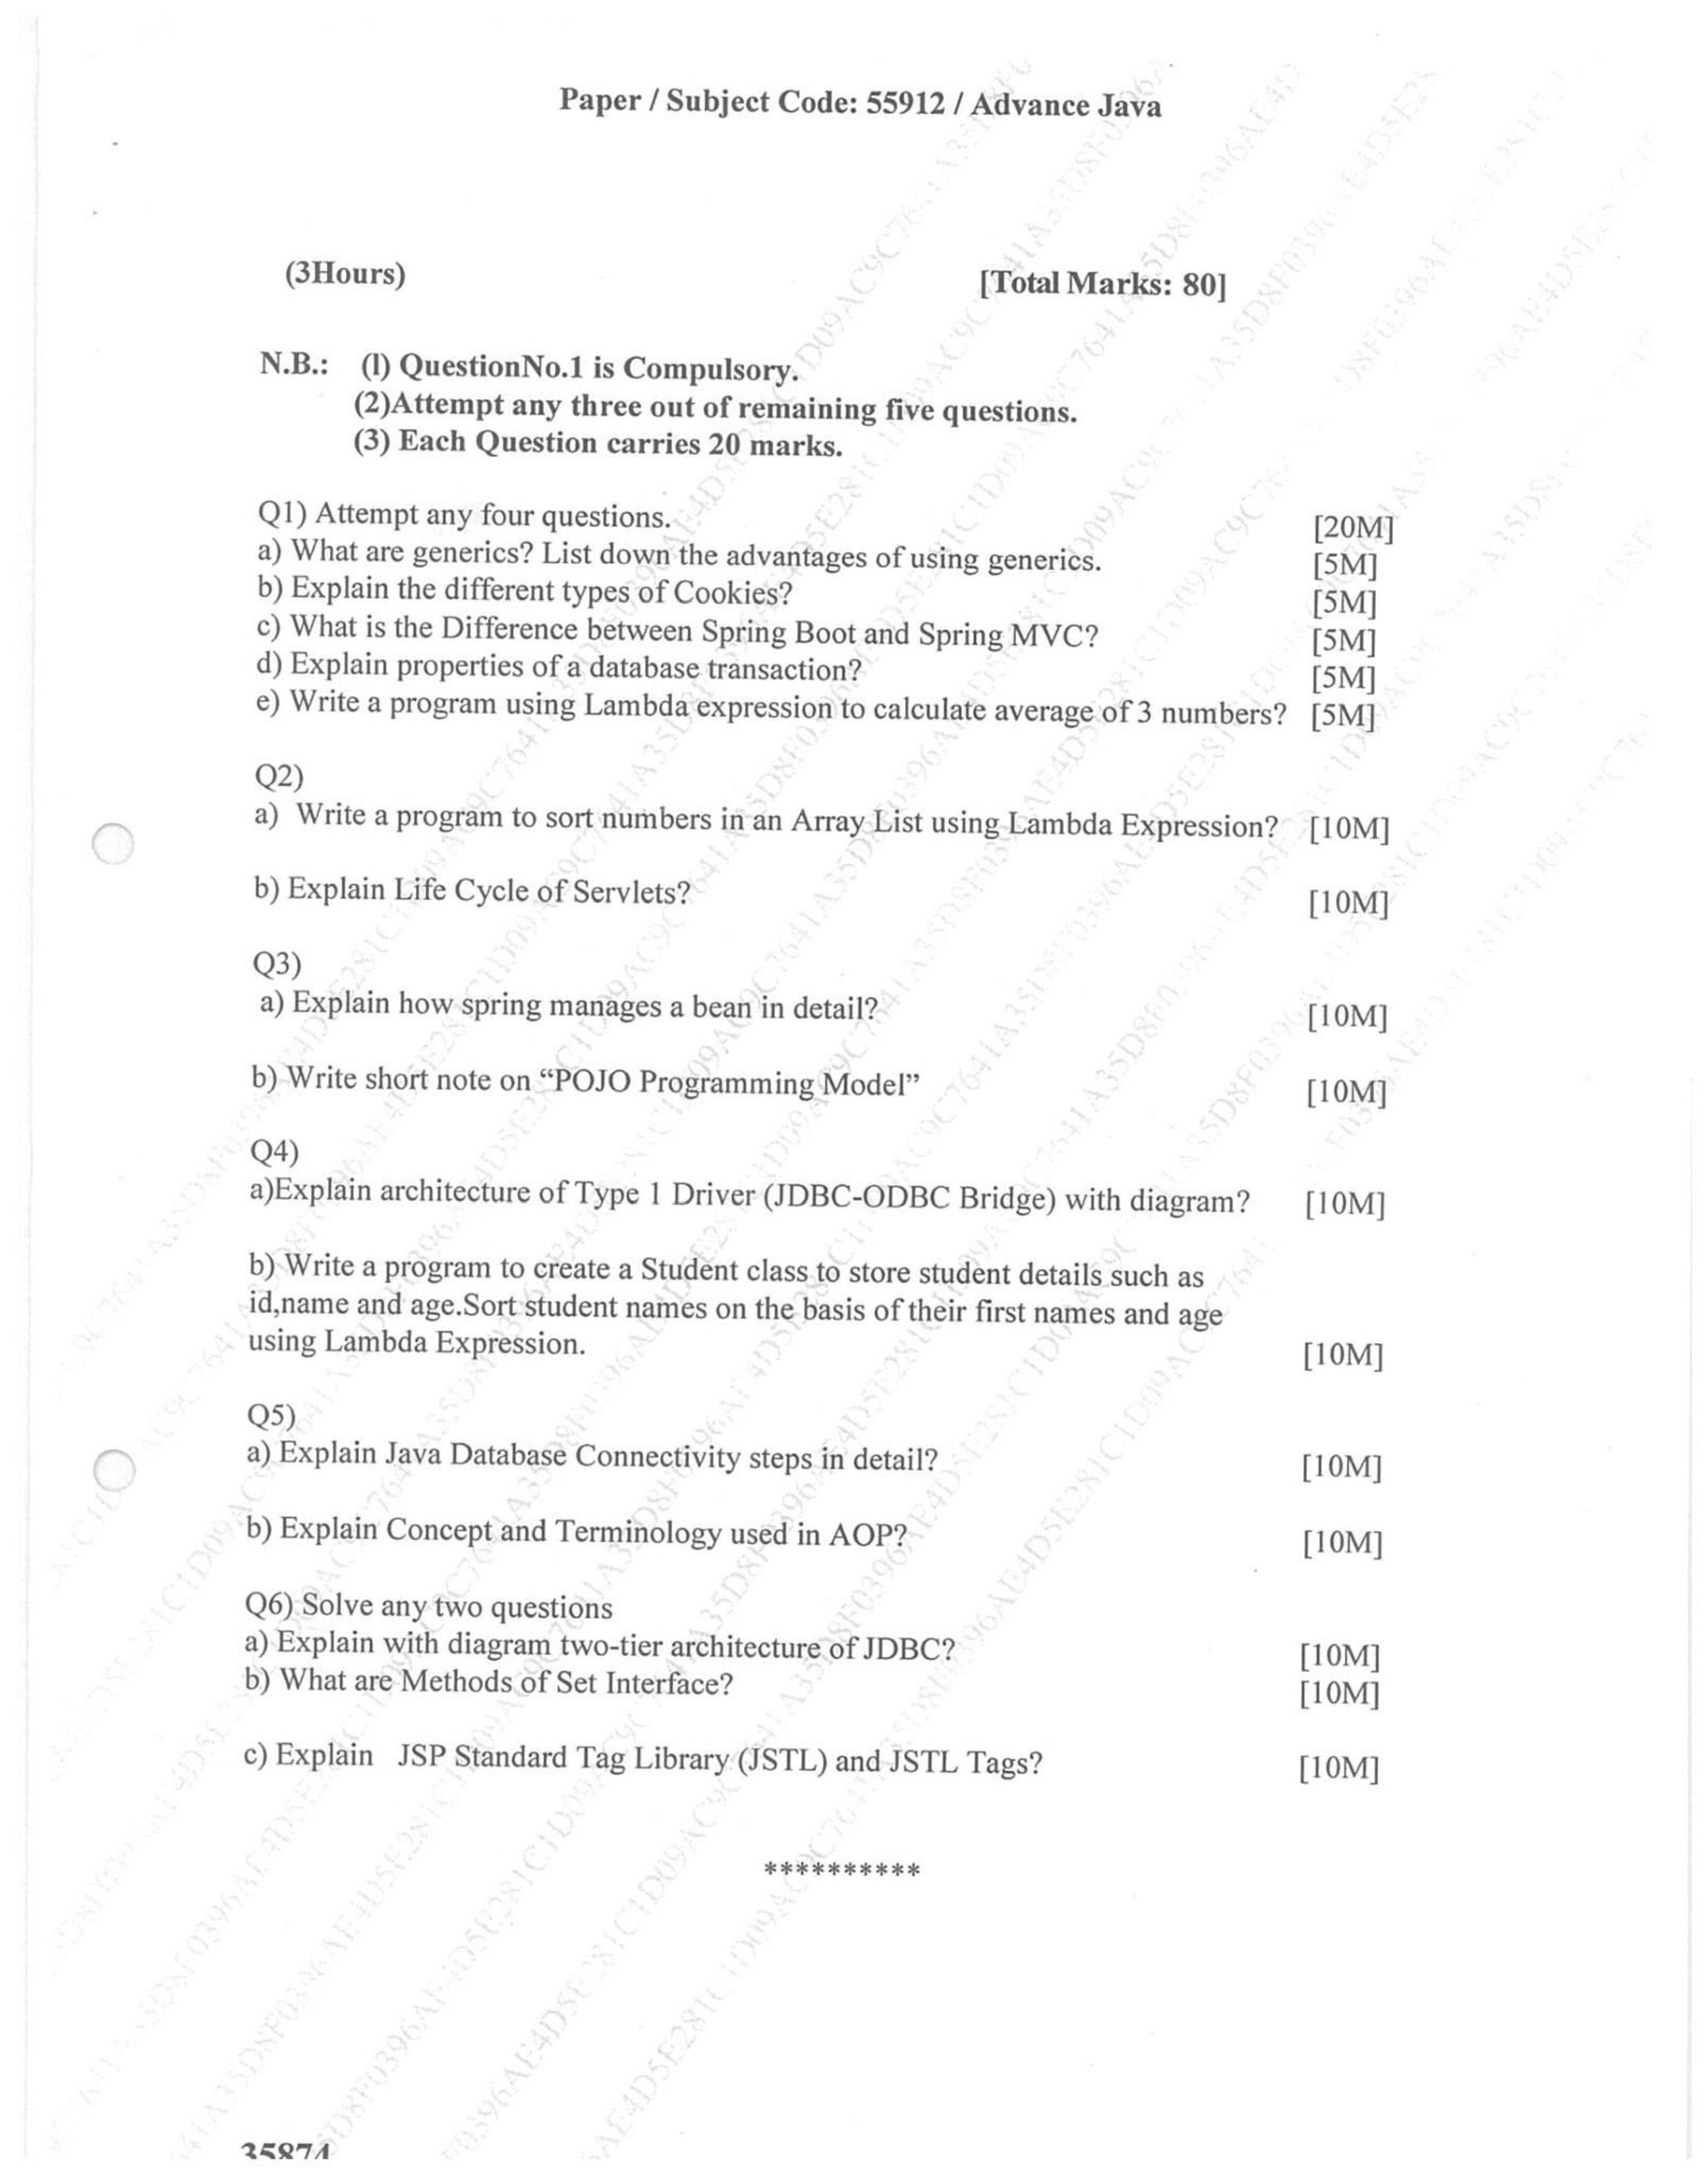 Paper / Subject Code: 55912 / Advance Java
(3Hours) [Total Marks: 80]
N.B.: (l) QuestionNo.1 is Compulsory.
(2)Attempt any three out of remaining five questions.
(3) Each Question carries 20 marks.
Q1) Attempt any four questions. [20M]
a) What are generics? List down the advantages of using generics. [5M]
b) Explain the different types of Cookies? [5M]
c) What is the Difference between Spring Boot and Spring MVC? [5M]
d) Explain properties of a database transaction? [5M]
e) Write a program using Lambda expression to calculate average of 3 numbers? [5M]
Q2)
a) Write a program to sort numbers in an Array List using Lambda Expression? [10M]
b) Explain Life Cycle of Servlets? [10M]
Q3)
a) Explain how spring manages a bean in detail? [10M]
b) Write short note on “POJO Programming Model” [10M]
Q4)
a)Explain architecture of Type 1 Driver (JDBC-ODBC Bridge) with diagram? [10M]
b) Write a program to create a Student class to store student details such as
id,name and age.Sort student names on the basis of their first names and age
using Lambda Expression. [10M]
Q5)
a) Explain Java Database Connectivity steps in detail? [10M]
b) Explain Concept and Terminology used in AOP? [10M]
Q6) Solve any two questions
a) Explain with diagram two-tier architecture of JDBC? [10M]
b) What are Methods of Set Interface? [10M]
c) Explain JSP Standard Tag Library (JSTL) and JSTL Tags? [10M]
**********
35874